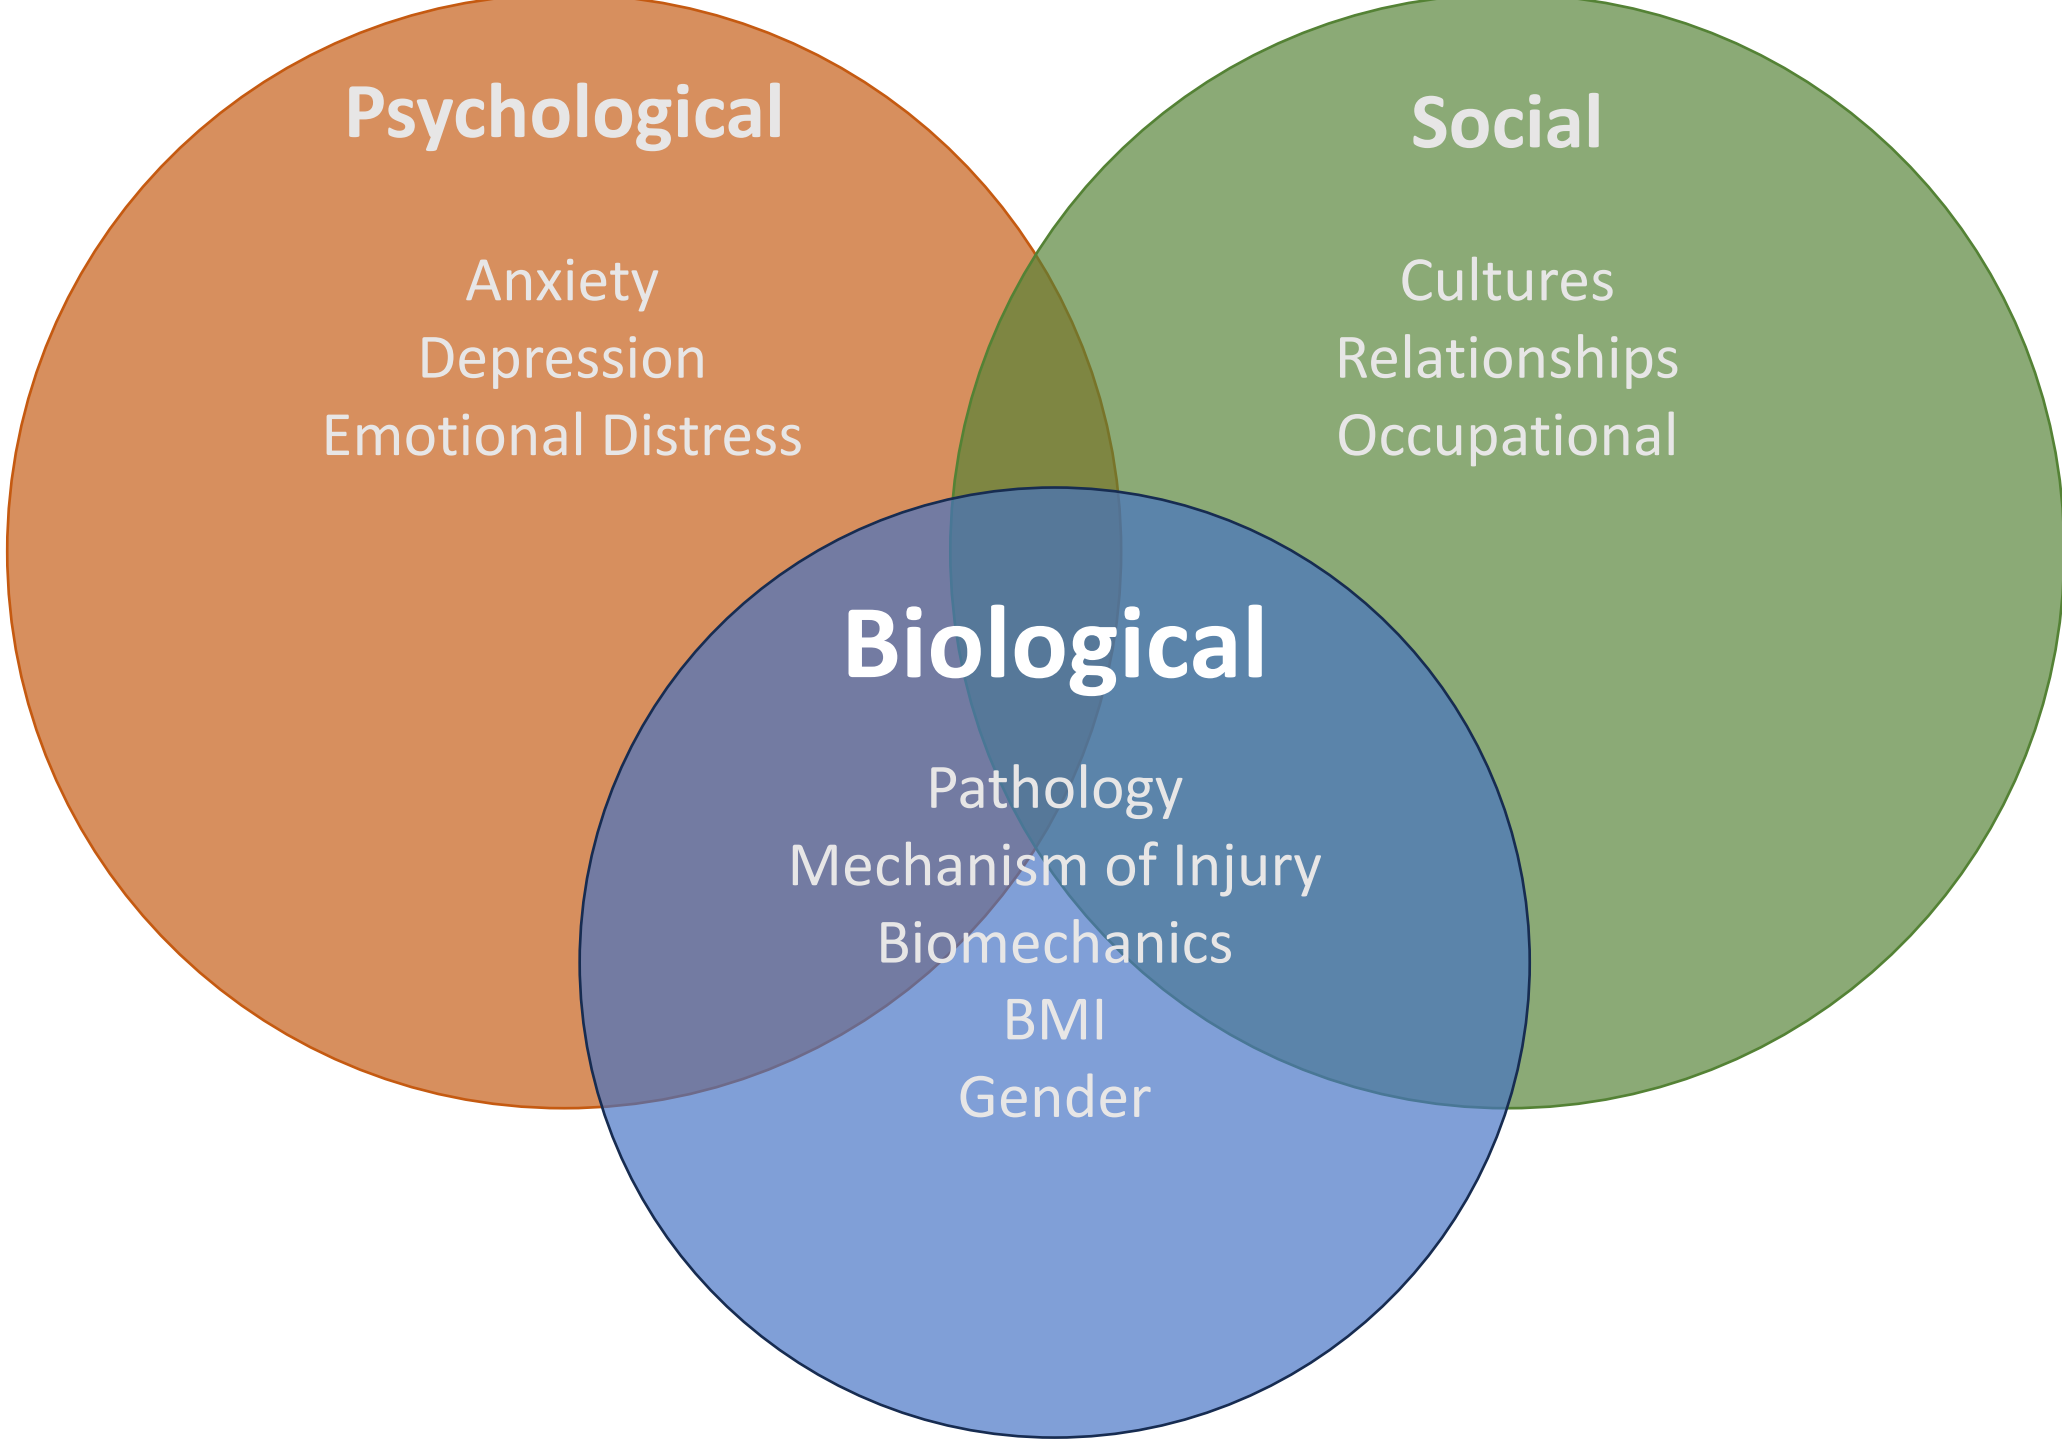 Psychological
Anxiety
Depression
Emotional Distress
Social
Cultures
Relationships
Occupational
Biological
Pathology
Mechanism of Injury
Biomechanics
BMI
Gender